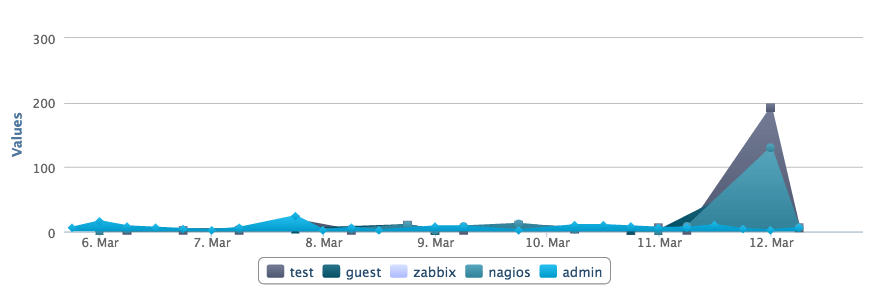 300
200
100
0
Values
6. Mar 7. Mar 8. Mar 9. Mar 10. Mar 11. Mar 12. Mar
test guest zabbix nagios admin